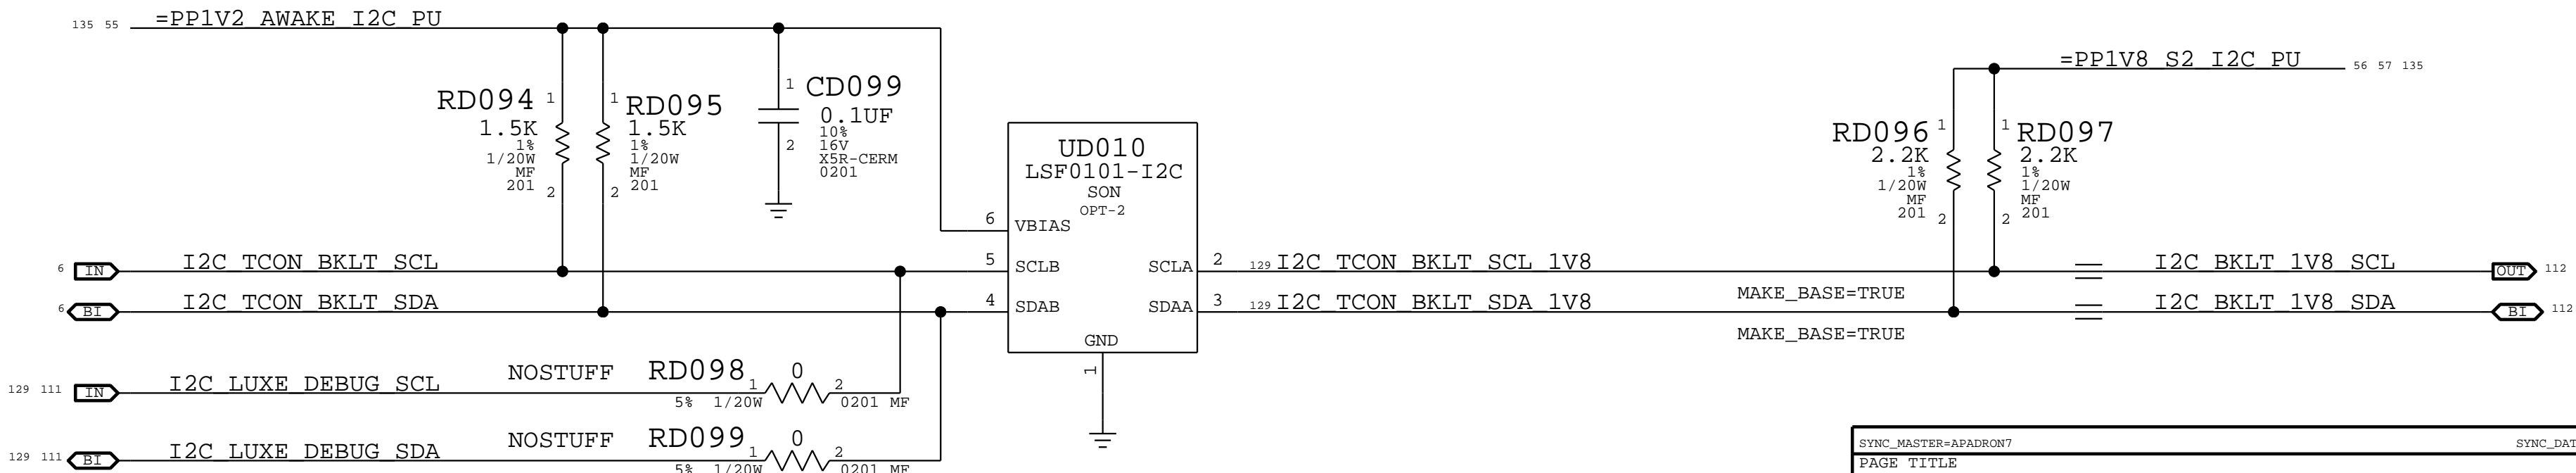 135 55 =PP1V2_AWAKE_I2C_PU
=PP1V8_S2_I2C_PU 56 57 135
RD094 1
1.5K
1%
1/20W
MF
201 2
1 RD095
1.5K
1%
1/20W
MF
2 201
1 CD099
0.1UF
10%
16V
2 X5R-CERM
0201
UD010
LSF0101-I2C
SON
OPT-2
6 VBIAS
5 SCLB SCLA 2
4 SDAB SDAA 3
GND
1
RD096 1
2.2K
1%
1/20W
MF
201 2
1 RD097
2.2K
1%
1/20W
MF
2 201
6 IN I2C_TCON_BKLT_SCL
6 BI I2C_TCON_BKLT_SDA
129 I2C_TCON_BKLT_SCL_1V8
MAKE_BASE=TRUE
129 I2C_TCON_BKLT_SDA_1V8
MAKE_BASE=TRUE
I2C_BKLT_1V8_SCL OUT 112
I2C_BKLT_1V8_SDA BI 112
129 111 IN I2C_LUXE_DEBUG_SCL NOSTUFF RD098 1 0 2
5% 1/20W 0201 MF
129 111 BI I2C_LUXE_DEBUG_SDA NOSTUFF RD099 1 0 2
5% 1/20W 0201 MF
SYNC_MASTER=APADRON7 SYNC_DAT
PAGE TITLE